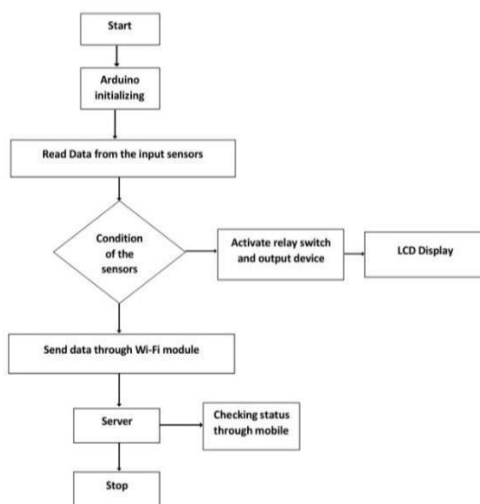 Start
Arduino
initializing
Read Data from the input sensors
Condition
of the
sensors
Activate relay switch
and output device
LCD Display
Send data through Wi-Fi module
Server
Checking status
through mobile
Stop